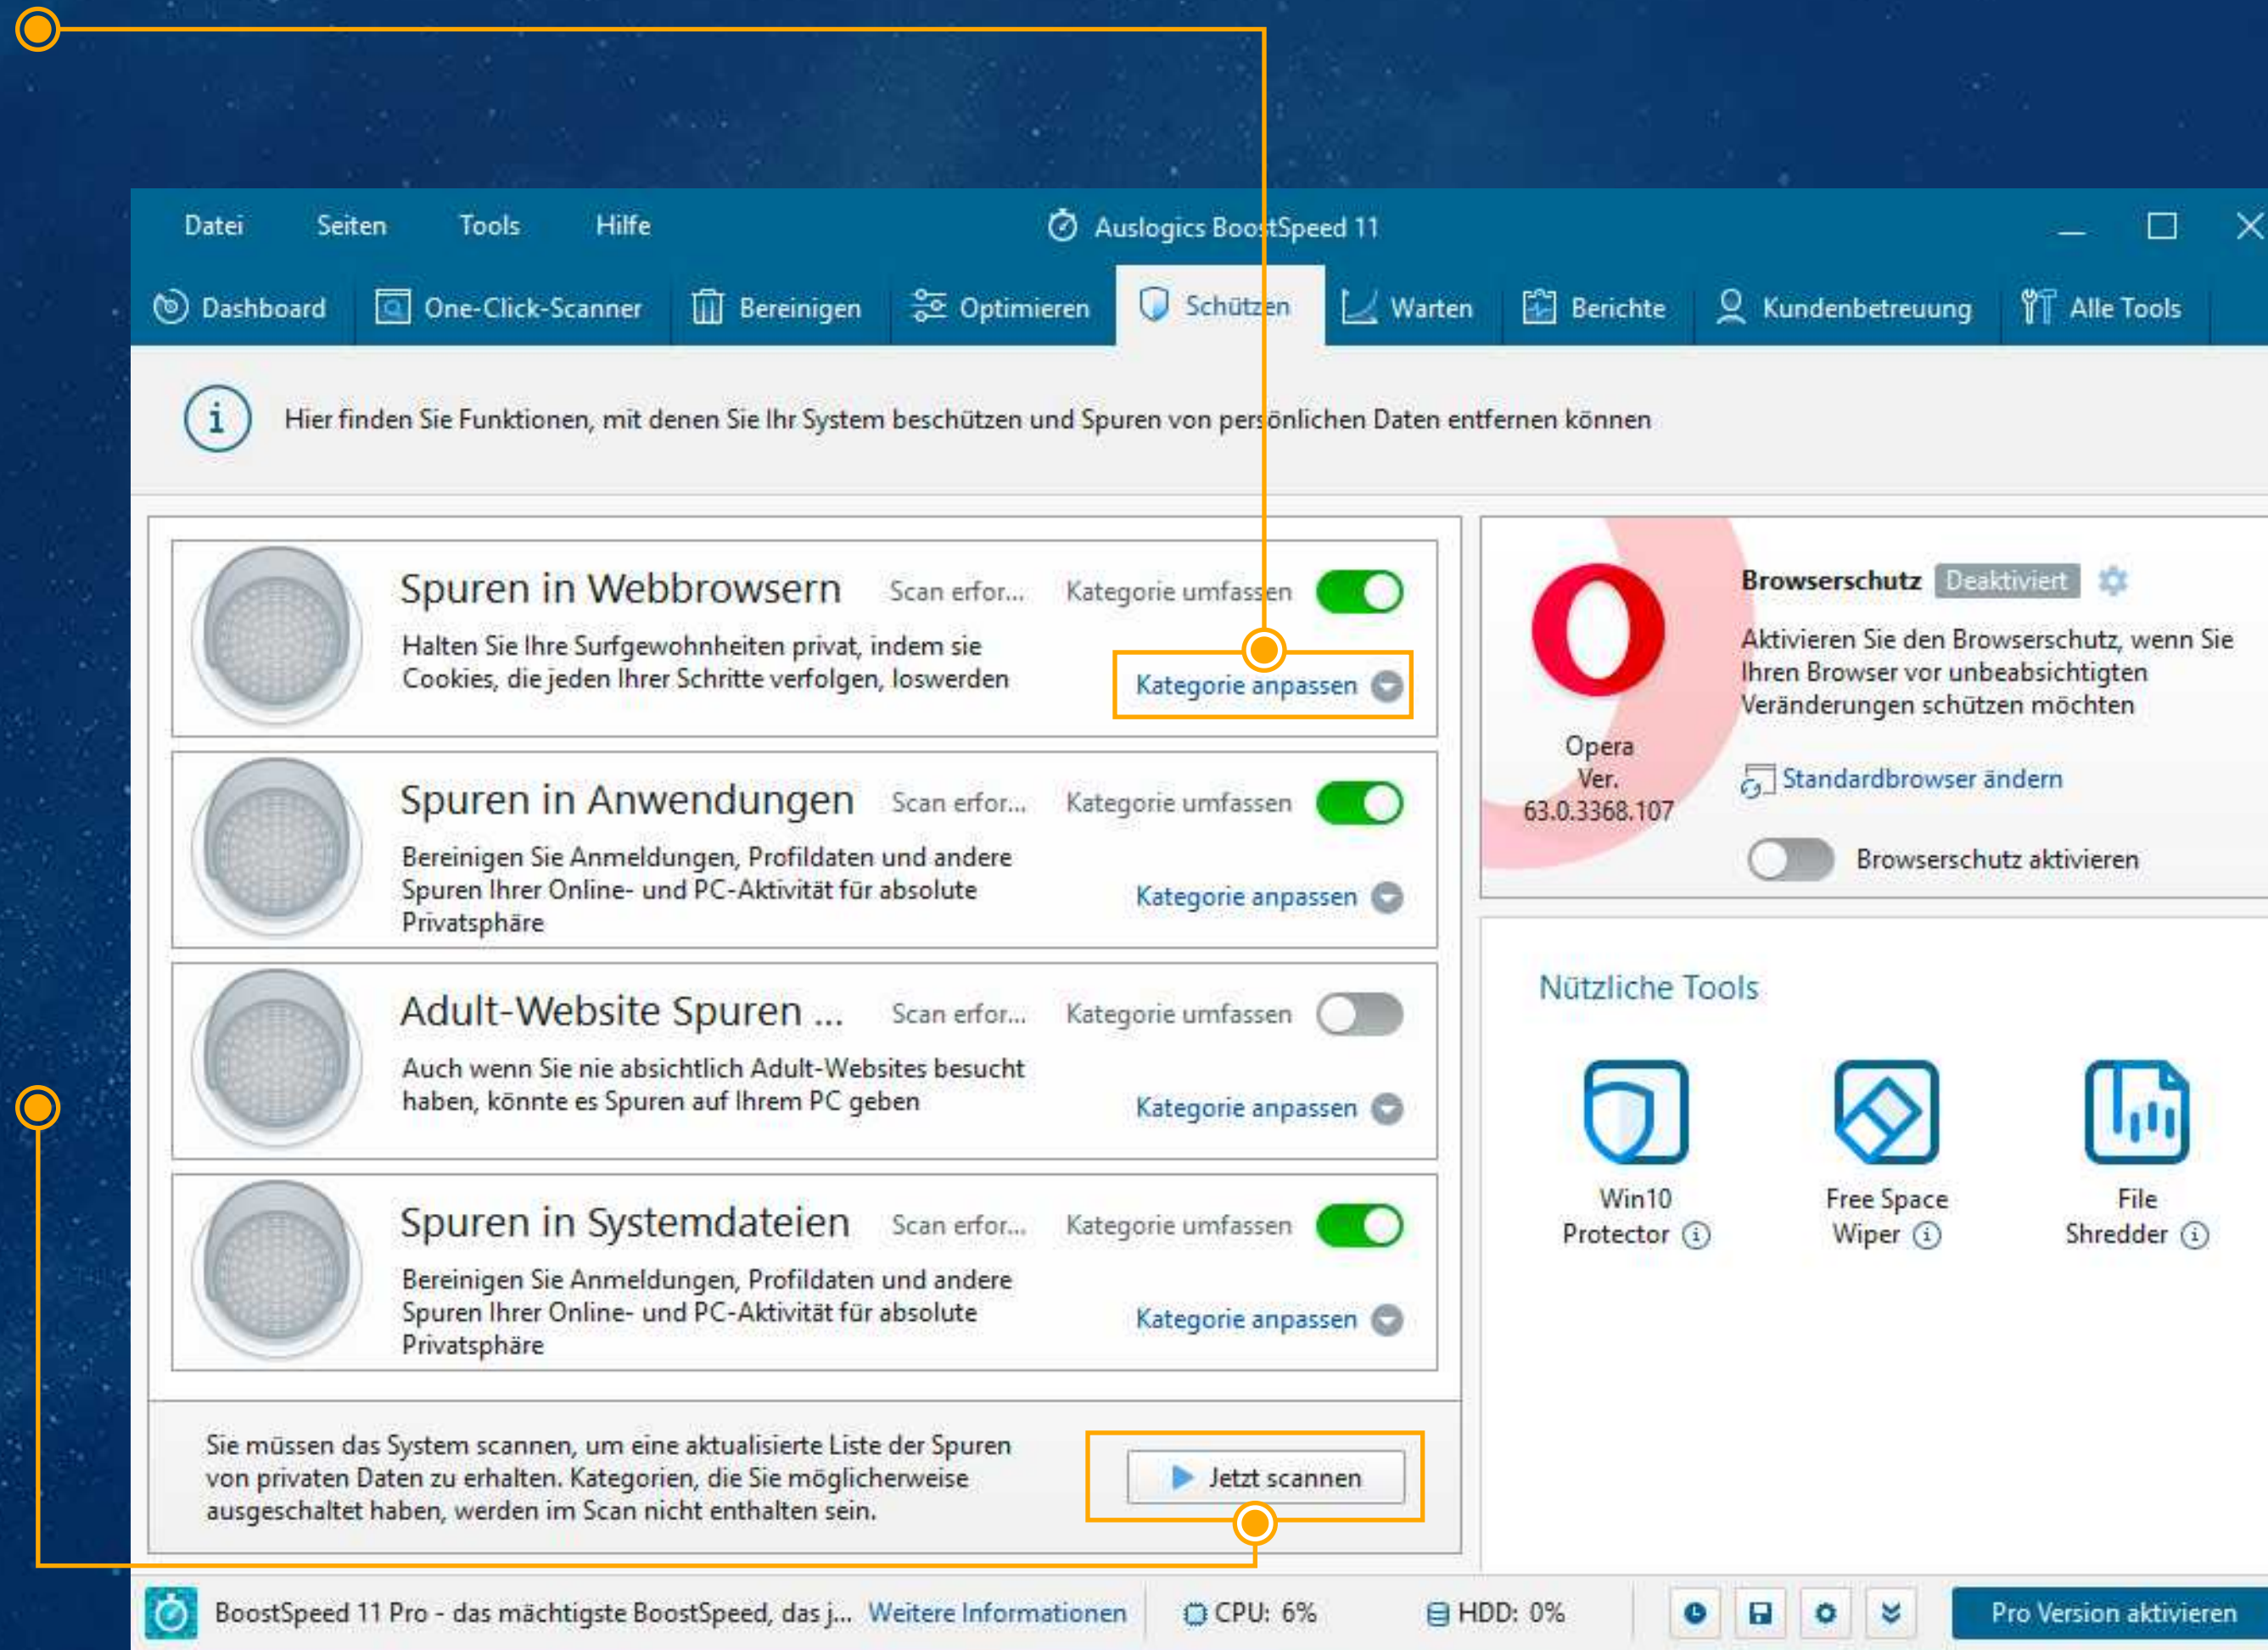 Datei Seiten Tools Hilfe Auslogics BoostSpeed 11
Dashboard One-Click-Scanner Bereinigen Optimieren Schützen Warten Berichte Kundenbetreuung Alle Tools
Hier finden Sie Funktionen, mit denen Sie Ihr System beschützen und Spuren von persönlichen Daten entfernen können
Spuren in Webbrowsern Scan erfor... Kategorie umfassen
Halten Sie Ihre Surfgewohnheiten privat, indem sie
Cookies, die jeden Ihrer Schritte verfolgen, loswerden
Kategorie anpassen
Spuren in Anwendungen Scan erfor... Kategorie umfassen
Bereinigen Sie Anmeldungen, Profildaten und andere
Spuren Ihrer Online- und PC-Aktivität für absolute
Privatsphäre
Kategorie anpassen
Adult-Website Spuren ... Scan erfor... Kategorie umfassen
Auch wenn Sie nie absichtlich Adult-Websites besucht
haben, könnte es Spuren auf Ihrem PC geben
Kategorie anpassen
Spuren in Systemdateien Scan erfor... Kategorie umfassen
Bereinigen Sie Anmeldungen, Profildaten und andere
Spuren Ihrer Online- und PC-Aktivität für absolute
Privatsphäre
Kategorie anpassen
Sie müssen das System scannen, um eine aktualisierte Liste der Spuren
von privaten Daten zu erhalten. Kategorien, die Sie möglicherweise
ausgeschaltet haben, werden im Scan nicht enthalten sein.
Jetzt scannen
Opera
Ver.
63.0.3368.107
Browserschutz Deaktiviert
Aktivieren Sie den Browserschutz, wenn Sie
Ihren Browser vor unbeabsichtigten
Veränderungen schützen möchten
Standardbrowser ändern
Browserschutz aktivieren
Nützliche Tools
Win10
Protector
Free Space
Wiper
File
Shredder
BoostSpeed 11 Pro - das mächtigste BoostSpeed, das j... Weitere Informationen CPU: 6% HDD: 0% Pro Version aktivieren